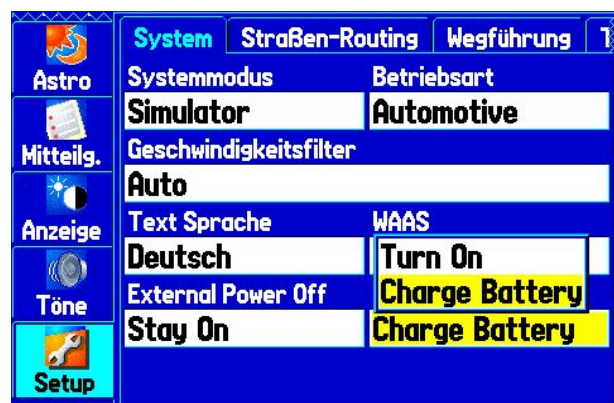 Astro
Mitteilg.
Anzeige
Töne
Setup
System Straßen-Routing Wegführung
Systemmodus Betriebsart
Simulator Automotive
Geschwindigkeitsfilter
Auto
Text Sprache WAAS
Deutsch Turn On
External Power Off Charge Battery
Stay On Charge Battery